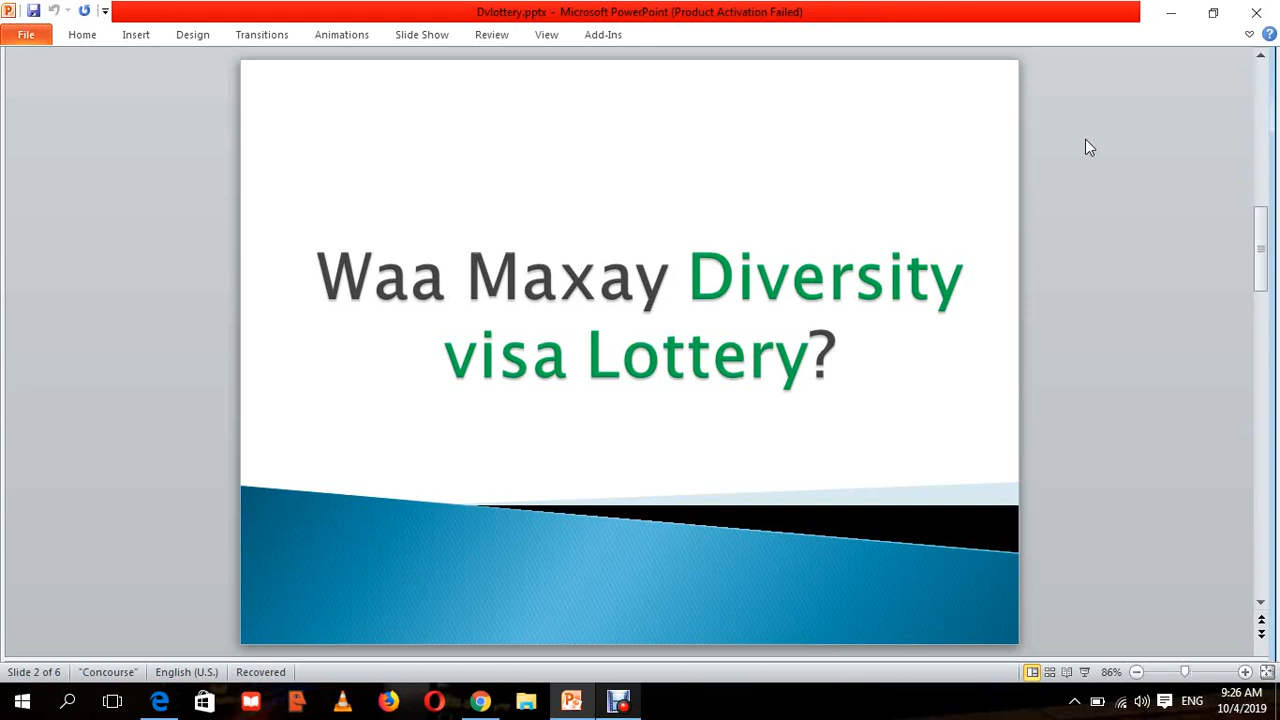 Dvlottery.pptx - Microsoft PowerPoint (Product Activation Failed)
File Home Insert Design Transitions Animations Slide Show Review View Add-Ins
Waa Maxay Diversity
visa Lottery?
Slide 2 of 6 "Concourse" English (U.S.) Recovered 86%
ENG 9:26 AM
10/4/2019